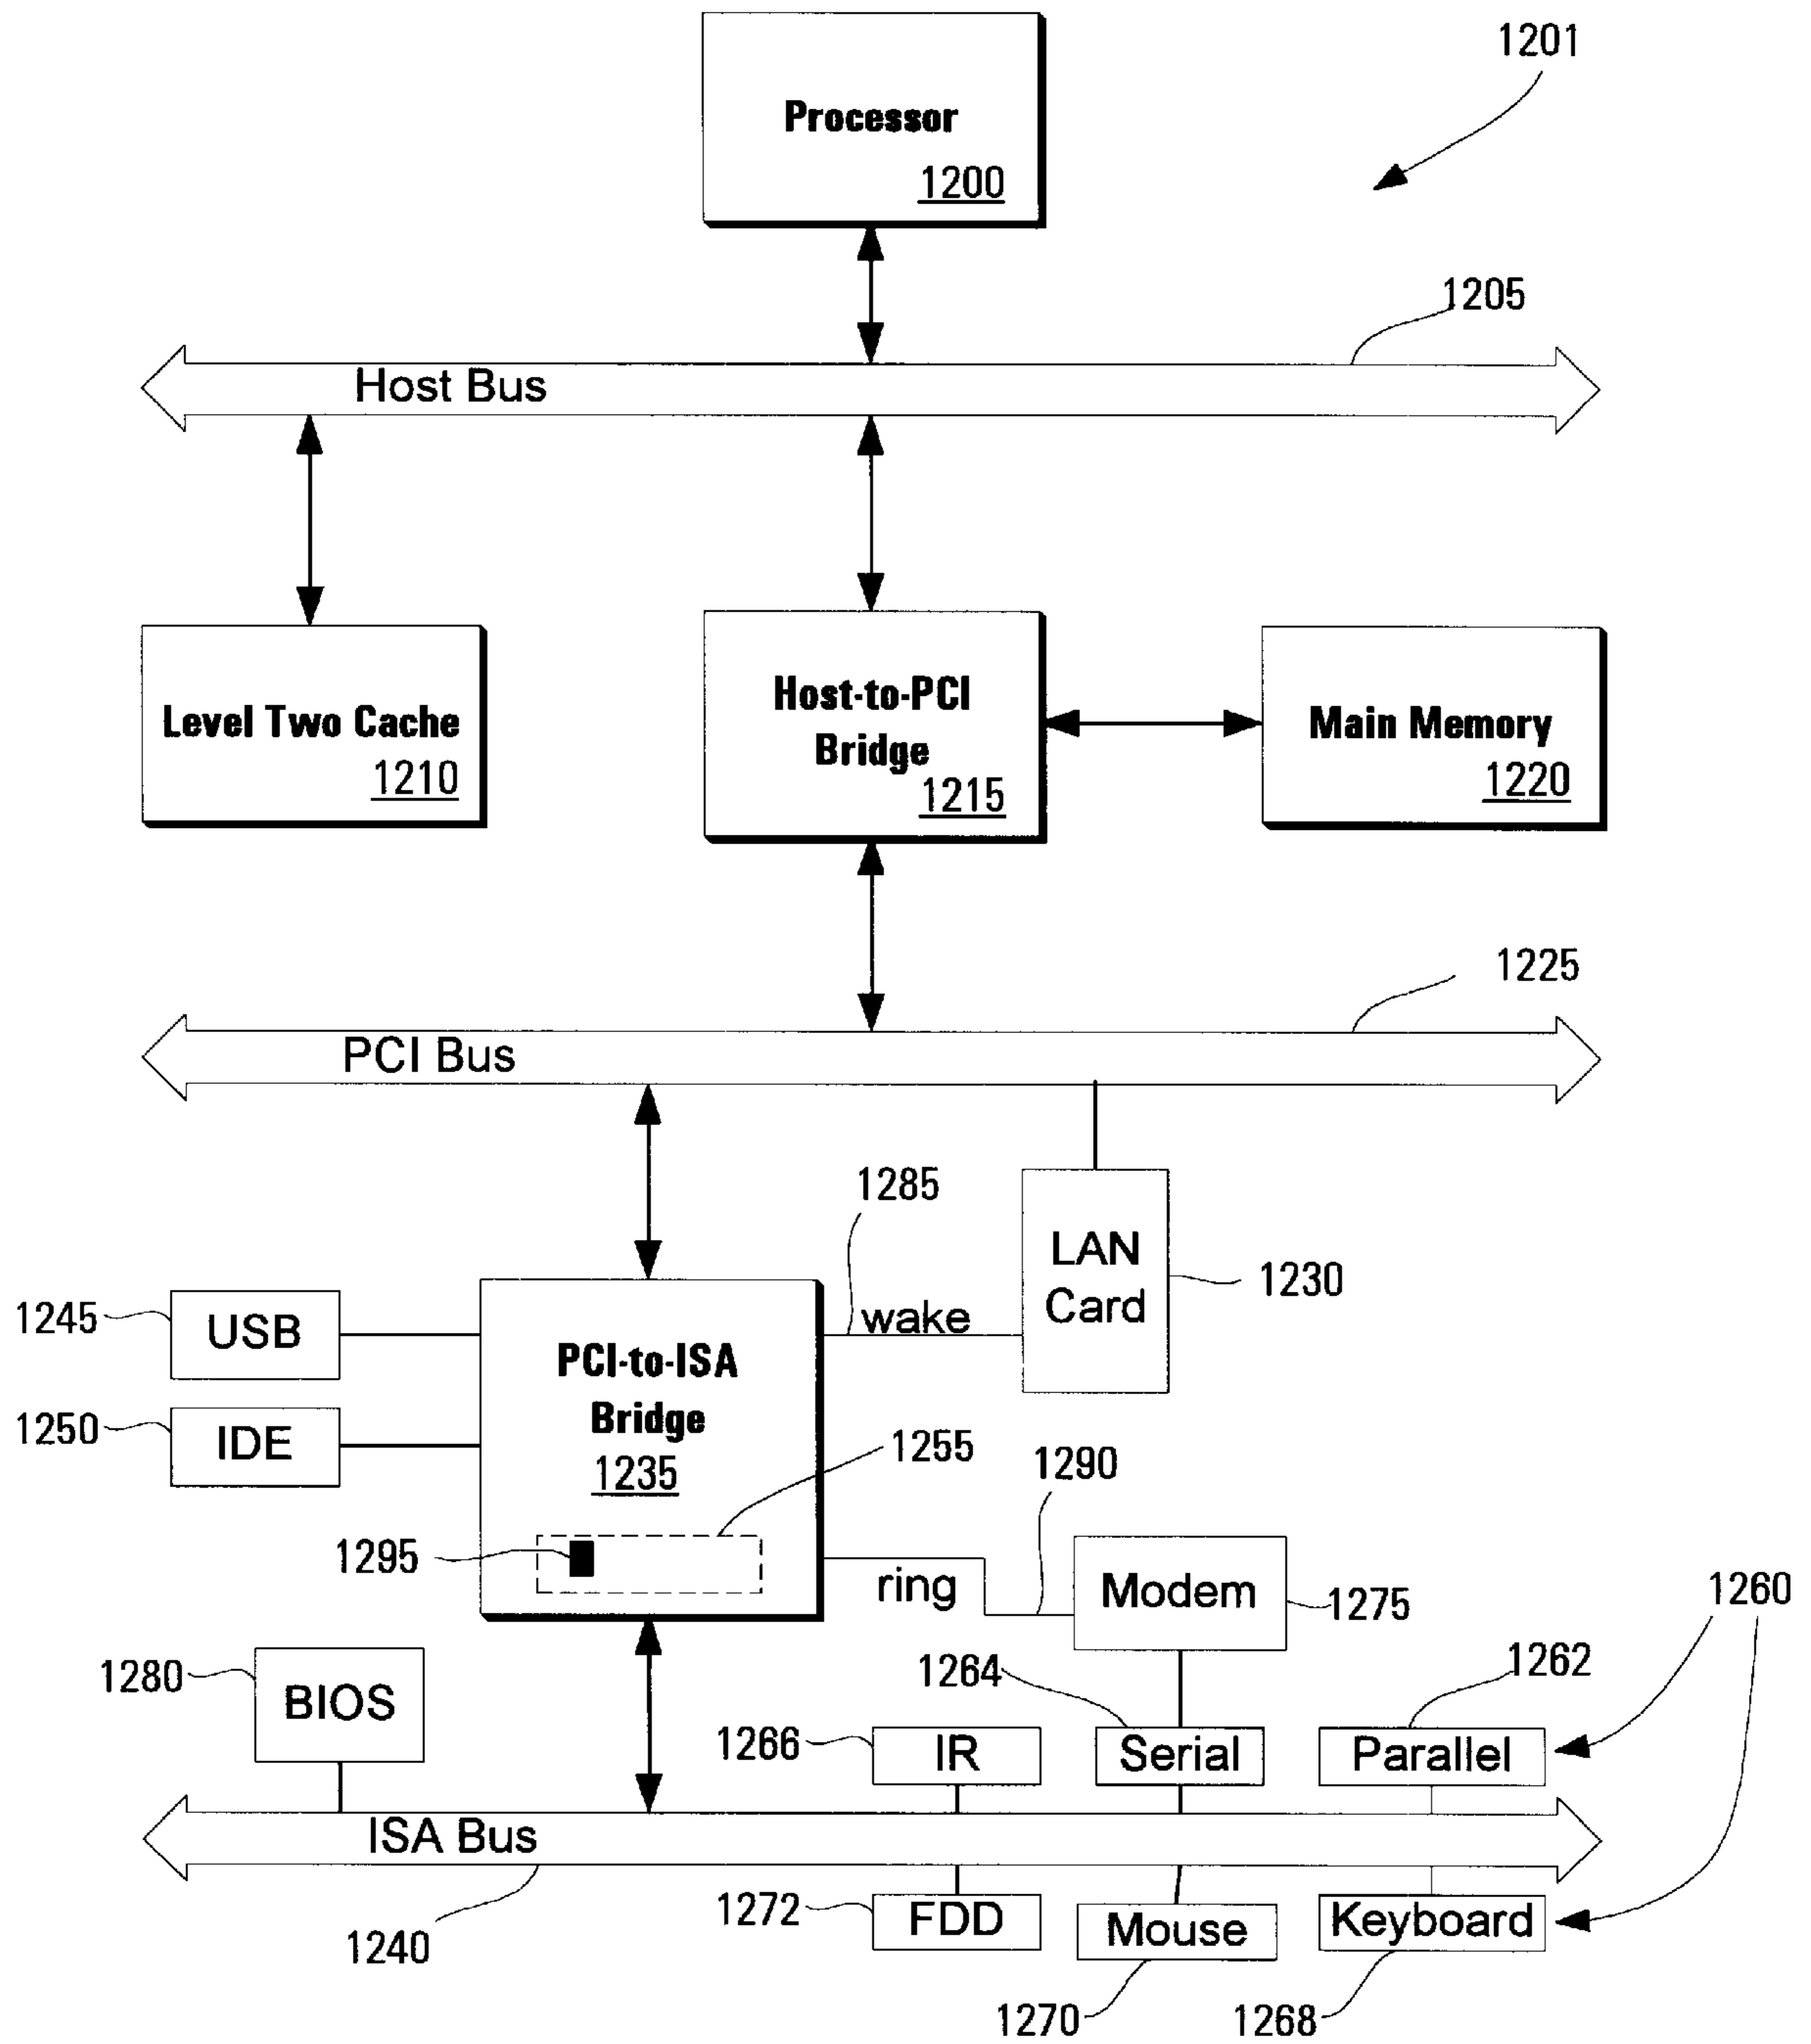 1201
Processor
1200
1205
Host Bus
Level Two Cache
1210
Host-to-PCI
Bridge
1215
Main Memory
1220
1225
PCI Bus
1285
LAN
Card
1230
wake
1245
USB
1250
IDE
PCI-to-ISA
Bridge
1235
1255
1295
1290
ring
Modem
1275
1260
1280
BIOS
1264
1262
1266
IR
Serial
Parallel
ISA Bus
1240
1272
FDD
Mouse
Keyboard
1270
1268